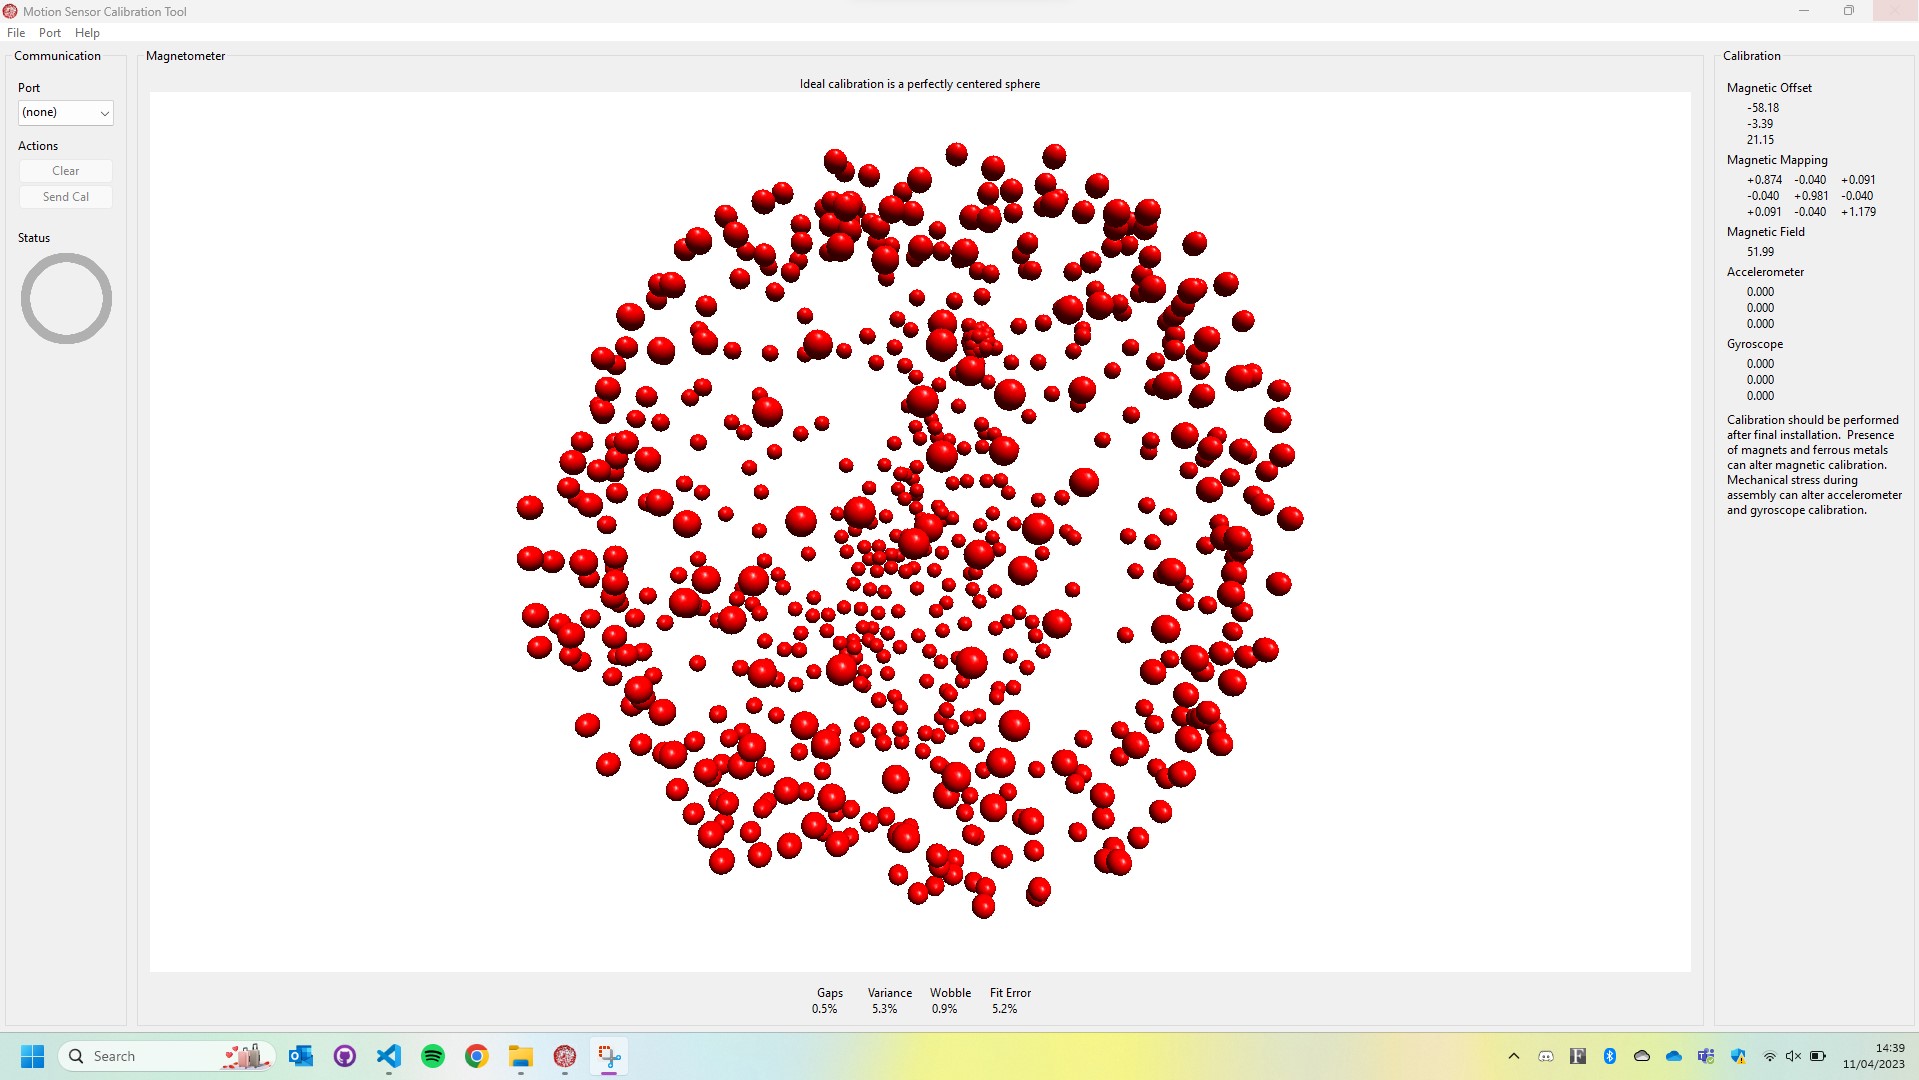 Motion Sensor Calibration Tool
File Port Help
Communication
Port
(none)
Actions
Clear
Send Cal
Status
Magnetometer
Ideal calibration is a perfectly centered sphere
Gaps Variance Wobble Fit Error
0.5% 5.3% 0.9% 5.2%
Calibration
Magnetic Offset
-58.18
-3.39
21.15
Magnetic Mapping
+0.874 -0.040 +0.091
-0.040 +0.981 -0.040
+0.091 -0.040 +1.179
Magnetic Field
51.99
Accelerometer
0.000
0.000
0.000
Gyroscope
0.000
0.000
0.000
Calibration should be performed
after final installation. Presence
of magnets and ferrous metals
can alter magnetic calibration.
Mechanical stress during
assembly can alter accelerometer
and gyroscope calibration.
Search
14:39
11/04/2023